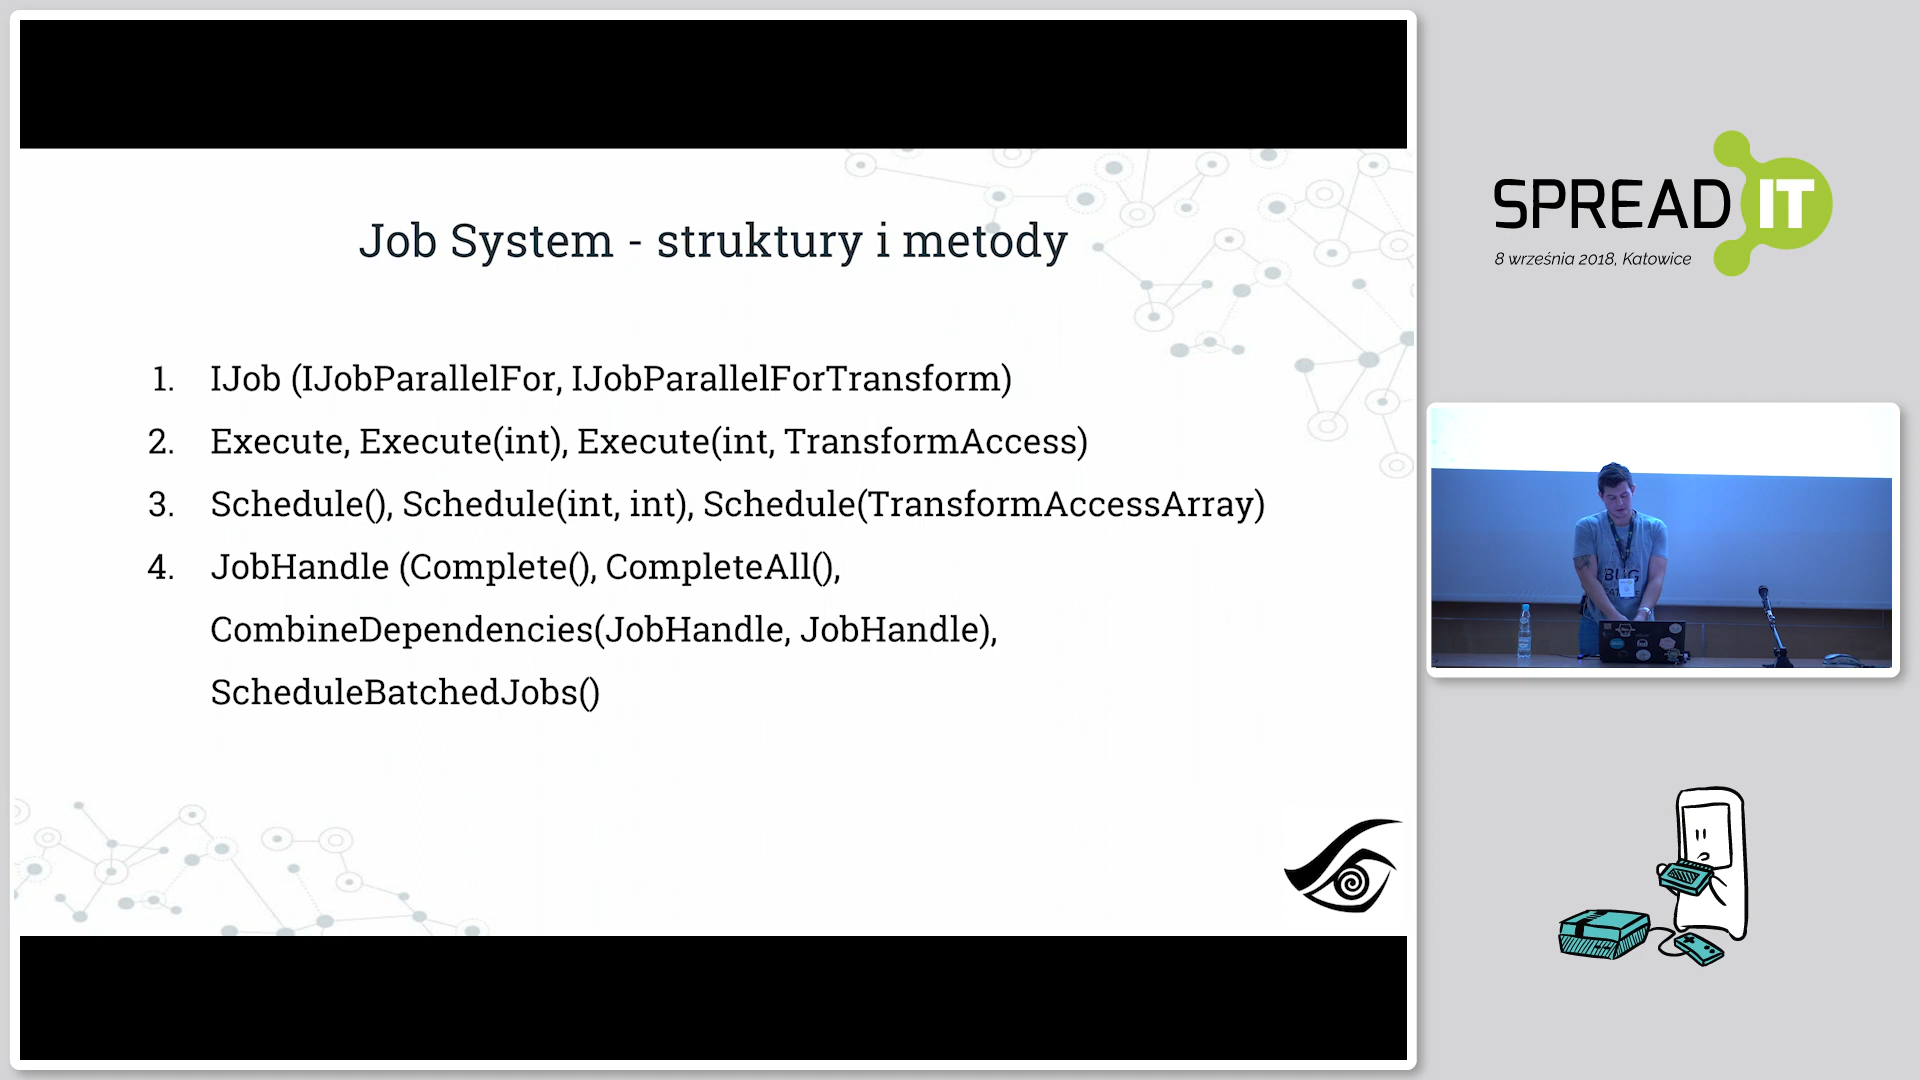 Job System - struktury i metody
1. IJob (IJobParallelFor, IJobParallelForTransform)
2. Execute, Execute(int), Execute(int, TransformAccess)
3. Schedule(), Schedule(int, int), Schedule(TransformAccessArray)
4. JobHandle (Complete(), CompleteAll(),
CombineDependencies(JobHandle, JobHandle),
ScheduleBatchedJobs()
SPREAD IT
8 września 2018, Katowice
BUG